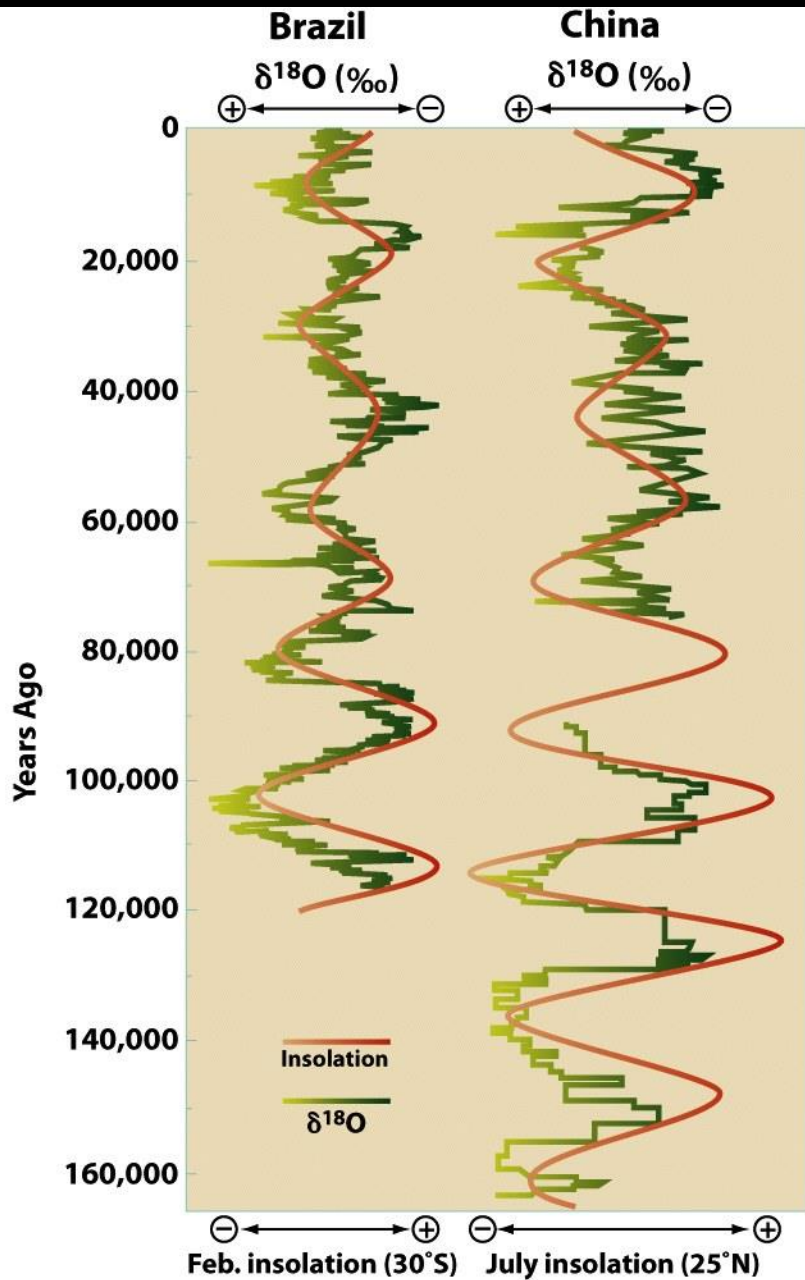 Brazil
China
δ¹⁸O (‰)
δ¹⁸O (‰)
+ −
+ −
0
20,000
40,000
60,000
80,000
100,000
120,000
140,000
160,000
Years Ago
Insolation
δ¹⁸O
− +
− +
Feb. insolation (30˚S)
July insolation (25˚N)